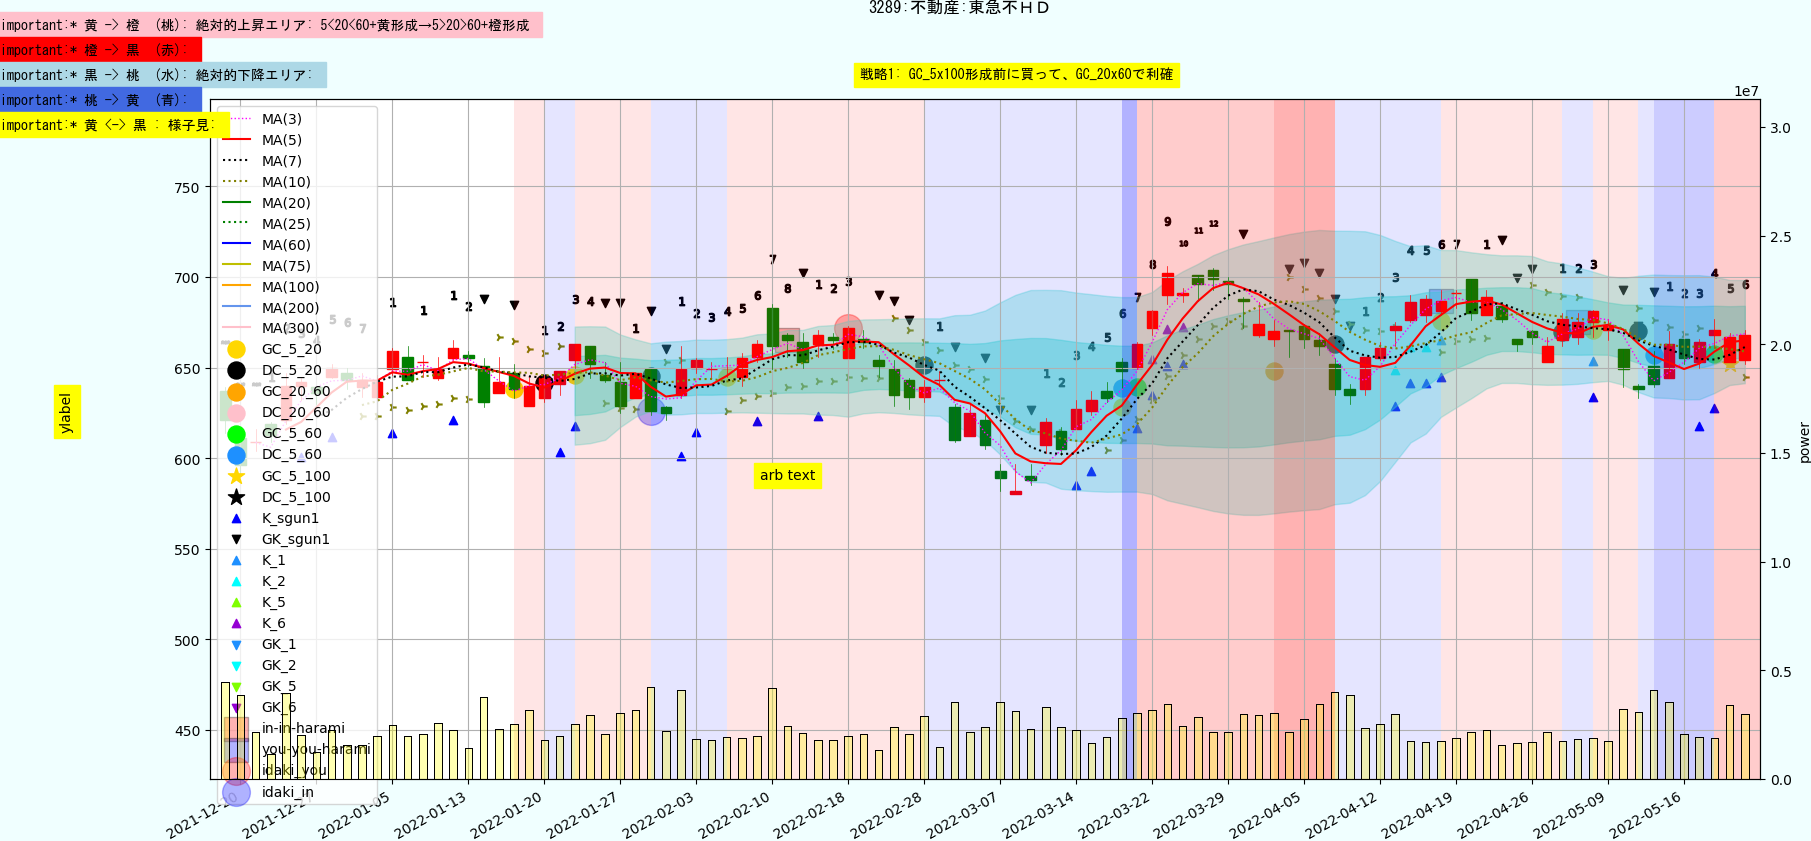 3289:不動産:東急不ＨＤ
important:* 黄 -> 橙 （桃）: 絶対的上昇エリア: 5<20<60+黄形成→5>20>60+橙形成
important:* 橙 -> 黒 （赤）:
important:* 黒 -> 桃 （水）: 絶対的下降エリア:
戦略1: GC_5x100形成前に買って、GC_20x60で利確
important:* 桃 -> 黄 （青）:
important:* 黄 <-> 黒 : 様子見:
1e7
MA(3)
MA(5)
MA(7)
MA(10)
MA(20)
MA(25)
MA(60)
MA(75)
MA(100)
MA(200)
MA(300)
GC_5_20
DC_5_20
GC_20_60
DC_20_60
GC_5_60
DC_5_60
GC_5_100
DC_5_100
K_sgun1
GK_sgun1
K_1
K_2
K_5
K_6
GK_1
GK_2
GK_5
GK_6
in-in-harami
you-you-harami
idaki_you
idaki_in
750
700
650
600
550
500
450
ylabel
arb text
3.0
2.5
2.0
1.5
1.0
0.5
0.0
power
2022-01-05
2022-01-13
2022-01-20
2022-01-27
2022-02-03
2022-02-10
2022-02-18
2022-02-28
2022-03-07
2022-03-14
2022-03-22
2022-03-29
2022-04-05
2022-04-12
2022-04-19
2022-04-26
2022-05-09
2022-05-16